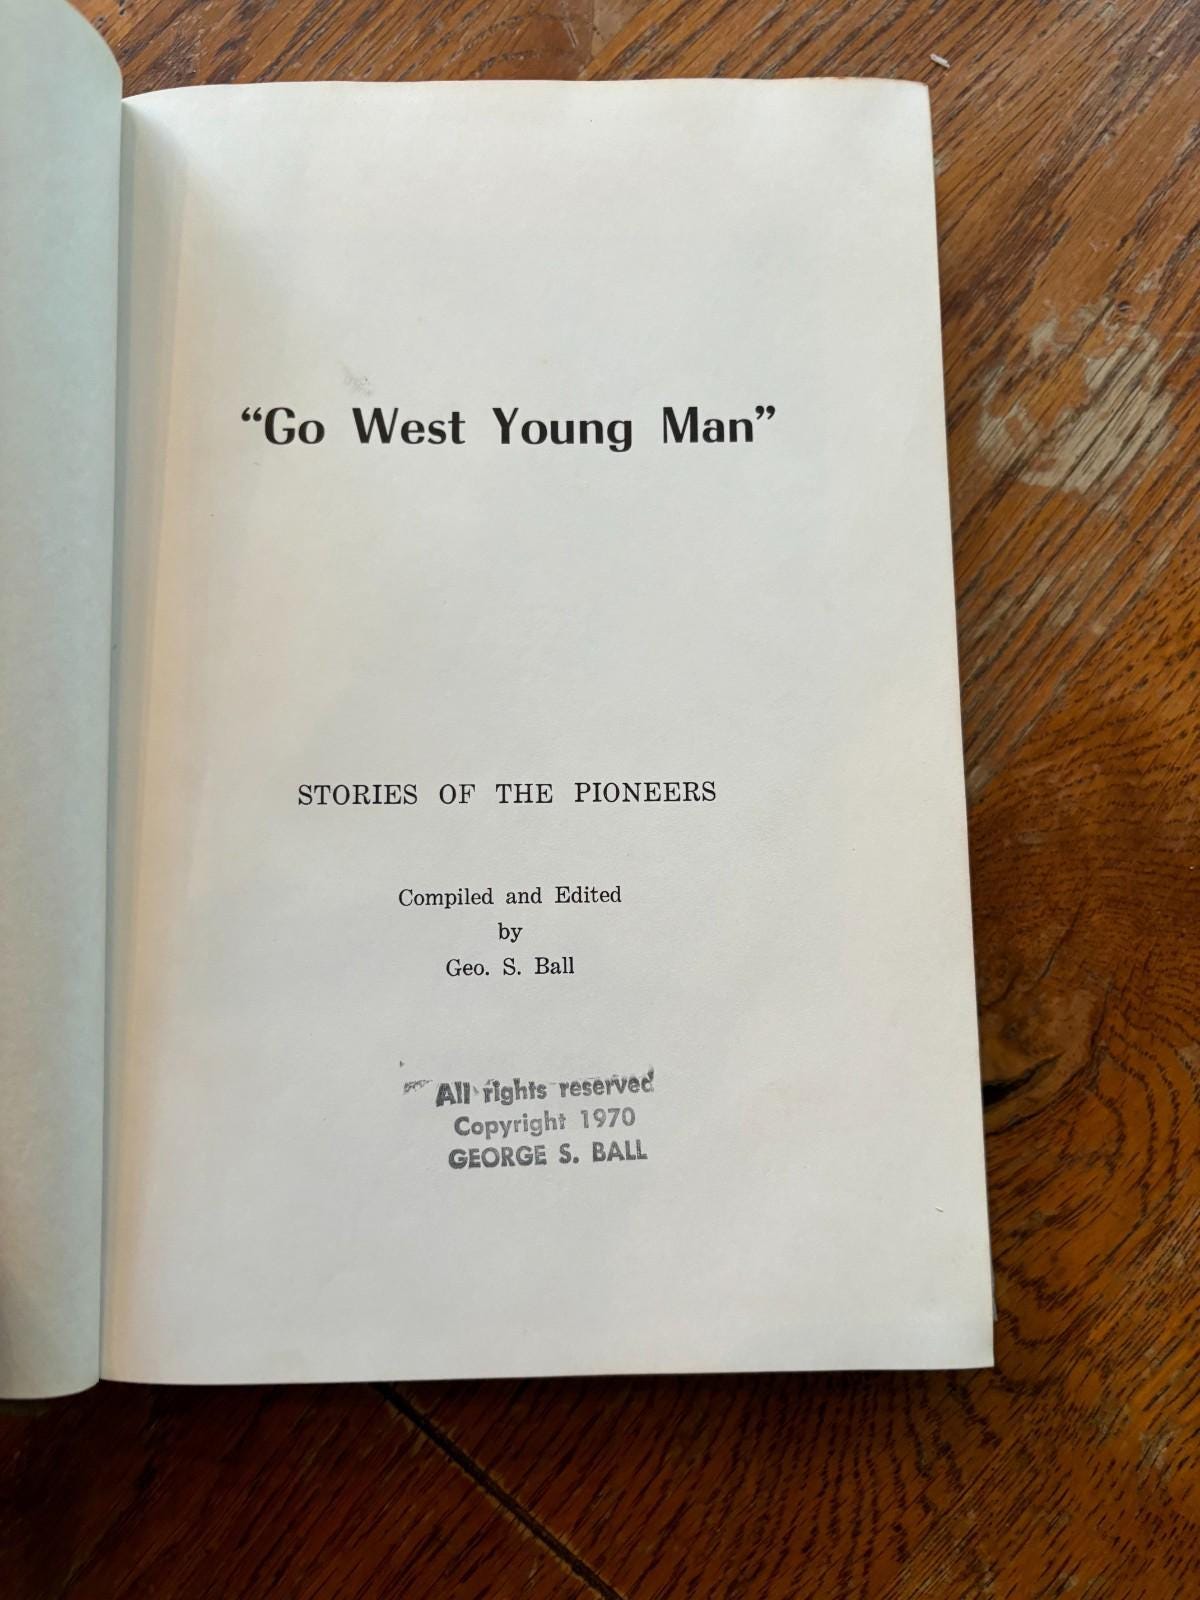 “Go West Young Man”
STORIES OF THE PIONEERS
Compiled and Edited
by
Geo. S. Ball
All rights reserved
Copyright 1970
GEORGE S. BALL